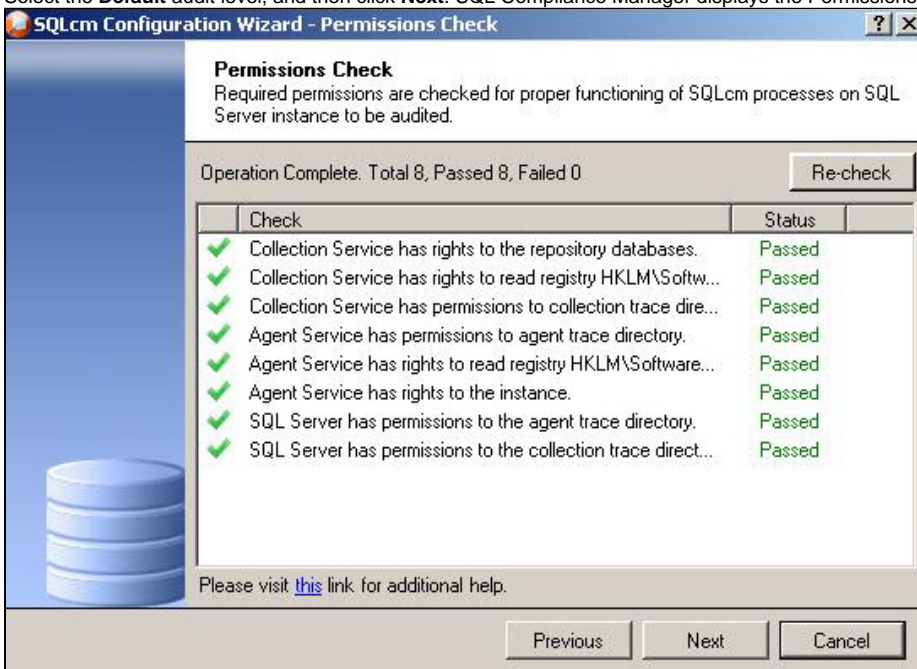 Select the Default audit level, and then click Next. SQL Compliance Manager displays the Permissions
SQLcm Configuration Wizard - Permissions Check
Permissions Check
Required permissions are checked for proper functioning of SQLcm processes on SQL
Server instance to be audited.
Operation Complete. Total 8, Passed 8, Failed 0
Re-check
Check Status
Collection Service has rights to the repository databases. Passed
Collection Service has rights to read registry HKLM\Softw... Passed
Collection Service has permissions to collection trace dire... Passed
Agent Service has permissions to agent trace directory. Passed
Agent Service has rights to read registry HKLM\Software... Passed
Agent Service has rights to the instance. Passed
SQL Server has permissions to the agent trace directory. Passed
SQL Server has permissions to the collection trace direct... Passed
Please visit this link for additional help.
Previous Next Cancel